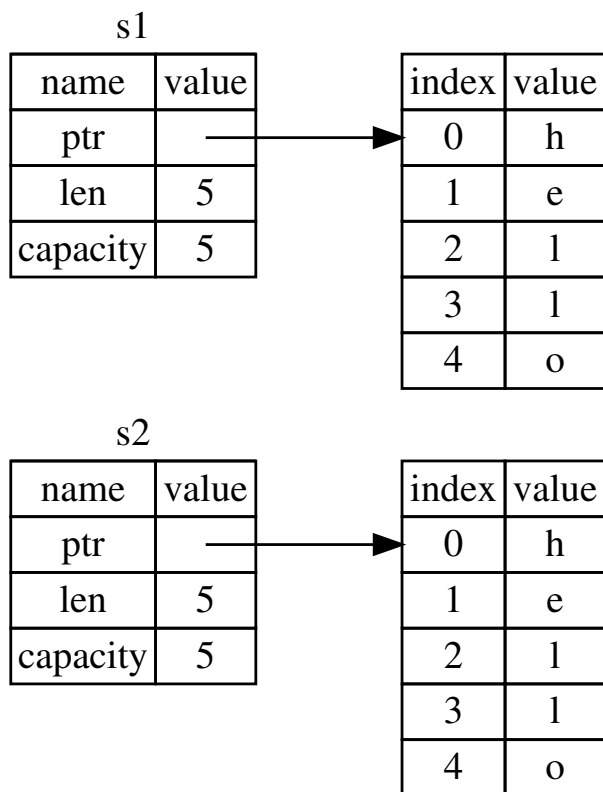 s1
name value index value
ptr 0 h
len 5 1 e
capacity 5 2 l
3 l
4 o
s2
name value index value
ptr 0 h
len 5 1 e
capacity 5 2 l
3 l
4 o